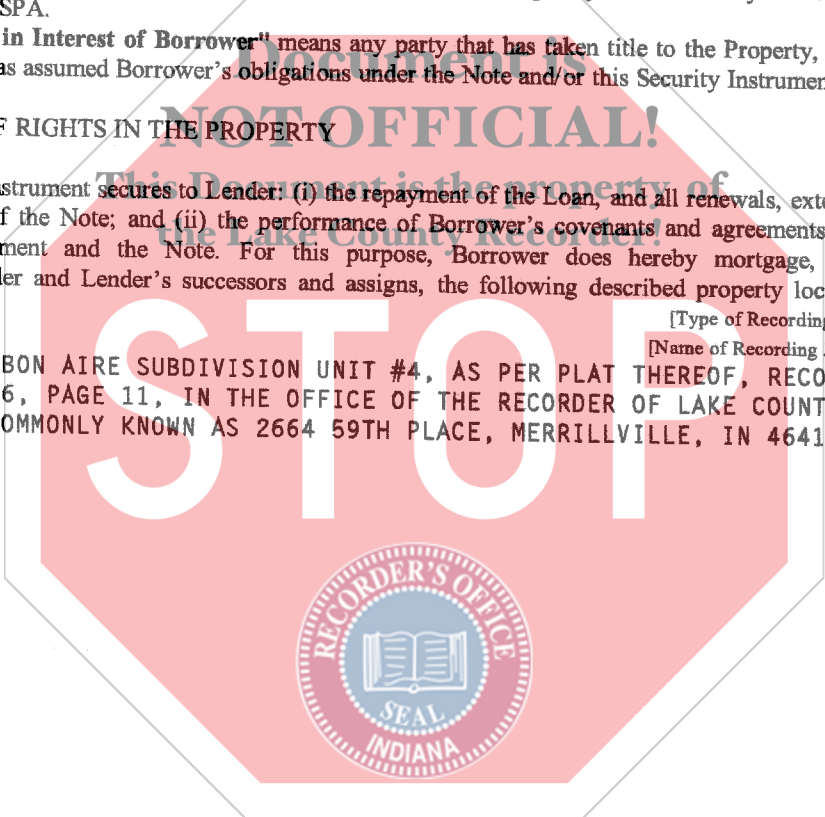 SPA.
in Interest of Borrower" means any party that has taken title to the Property,
as assumed Borrower's obligations under the Note and/or this Security Instrumen
Document is
NOT OFFICIAL!
This Document is the property of
the Lake County Recorder!
F RIGHTS IN THE PROPERTY
strument secures to Lender: (i) the repayment of the Loan, and all renewals, exte
f the Note; and (ii) the performance of Borrower's covenants and agreements
ment and the Note. For this purpose, Borrower does hereby mortgage,
er and Lender's successors and assigns, the following described property loc
[Type of Recording
[Name of Recording
BON AIRE SUBDIVISION UNIT #4, AS PER PLAT THEREOF, RECO
6, PAGE 11, IN THE OFFICE OF THE RECORDER OF LAKE COUNT
OMMONLY KNOWN AS 2664 59TH PLACE, MERRILLVILLE, IN 4641
STOP
RECORDER'S OFFICE
SEAL
INDIANA